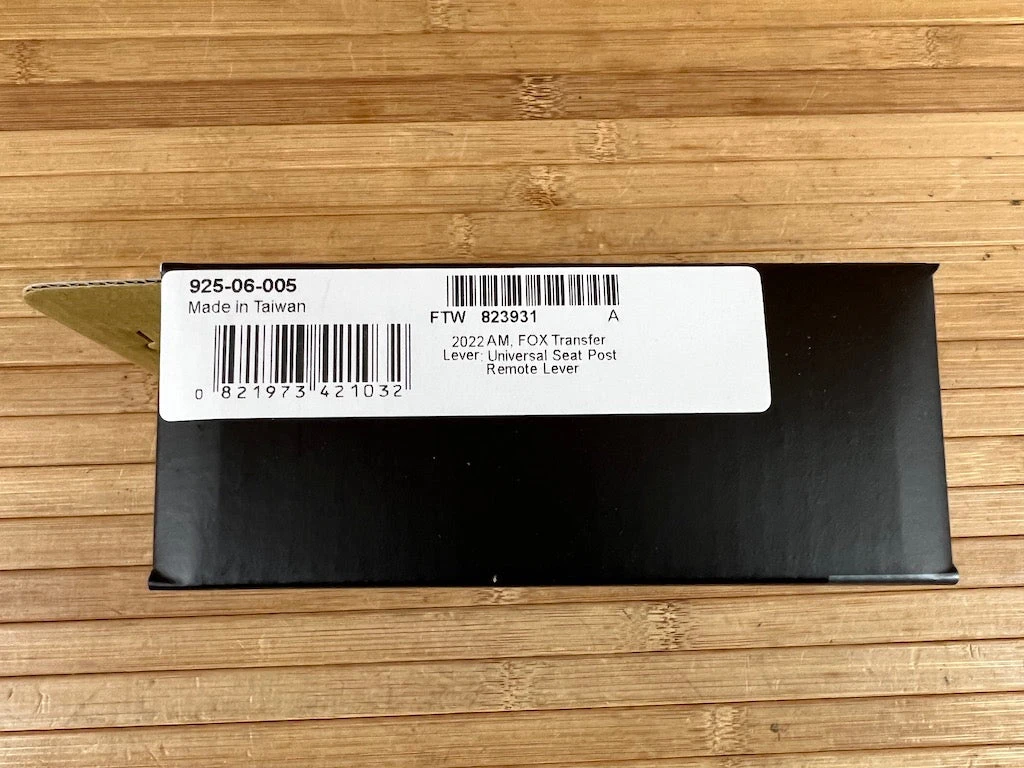 925-06-005
Made in Taiwan
0 821973 421032
FTW 823931 A
2022 AM, FOX Transfer
Lever: Universal Seat Post
Remote Lever